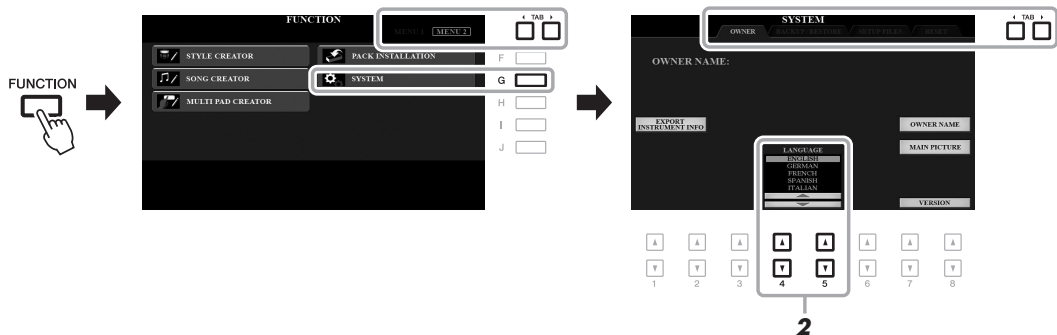 FUNCTION
FUNCTION
MENU 1 MENU 2
TAB
STYLE CREATOR
PACK INSTALLATION
F
SONG CREATOR
SYSTEM
G
MULTI PAD CREATOR
H
I
J
SYSTEM
TAB
OWNER BACKUP/RESTORE SETUP FILES RESET
OWNER NAME:
EXPORT
INSTRUMENT INFO
OWNER NAME
MAIN PICTURE
LANGUAGE
ENGLISH
GERMAN
FRENCH
SPANISH
ITALIAN
VERSION
1 2 3 4 5 6 7 8
2